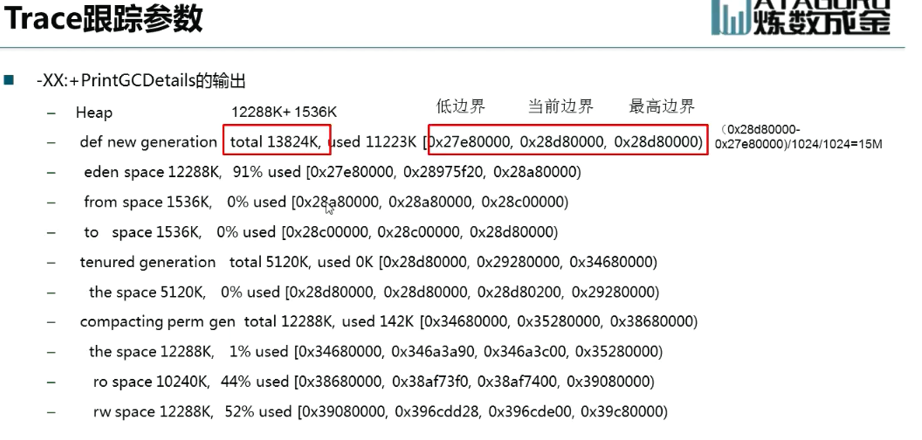 Trace跟踪参数
ATAGURU
炼数成金
-XX:+PrintGCDetails的输出
– Heap 12288K+ 1536K 低边界 当前边界 最高边界
– def new generation total 13824K, used 11223K [0x27e80000, 0x28d80000, 0x28d80000) （0x28d80000-
0x27e80000)/1024/1024=15M
– eden space 12288K, 91% used [0x27e80000, 0x28975f20, 0x28a80000)
– from space 1536K, 0% used [0x28a80000, 0x28a80000, 0x28c00000)
– to space 1536K, 0% used [0x28c00000, 0x28c00000, 0x28d80000)
– tenured generation total 5120K, used 0K [0x28d80000, 0x29280000, 0x34680000)
– the space 5120K, 0% used [0x28d80000, 0x28d80000, 0x28d80200, 0x29280000)
– compacting perm gen total 12288K, used 142K [0x34680000, 0x35280000, 0x38680000)
– the space 12288K, 1% used [0x34680000, 0x346a3a90, 0x346a3c00, 0x35280000)
– ro space 10240K, 44% used [0x38680000, 0x38af73f0, 0x38af7400, 0x39080000)
– rw space 12288K, 52% used [0x39080000, 0x396cdd28, 0x396cde00, 0x39c80000)